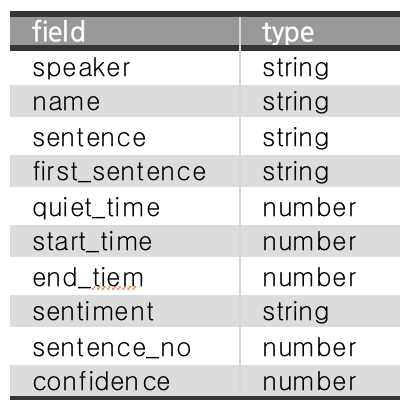 field type
speaker string
name string
sentence string
first_sentence string
quiet_time number
start_time number
end_tiem number
sentiment string
sentence_no number
confidence number